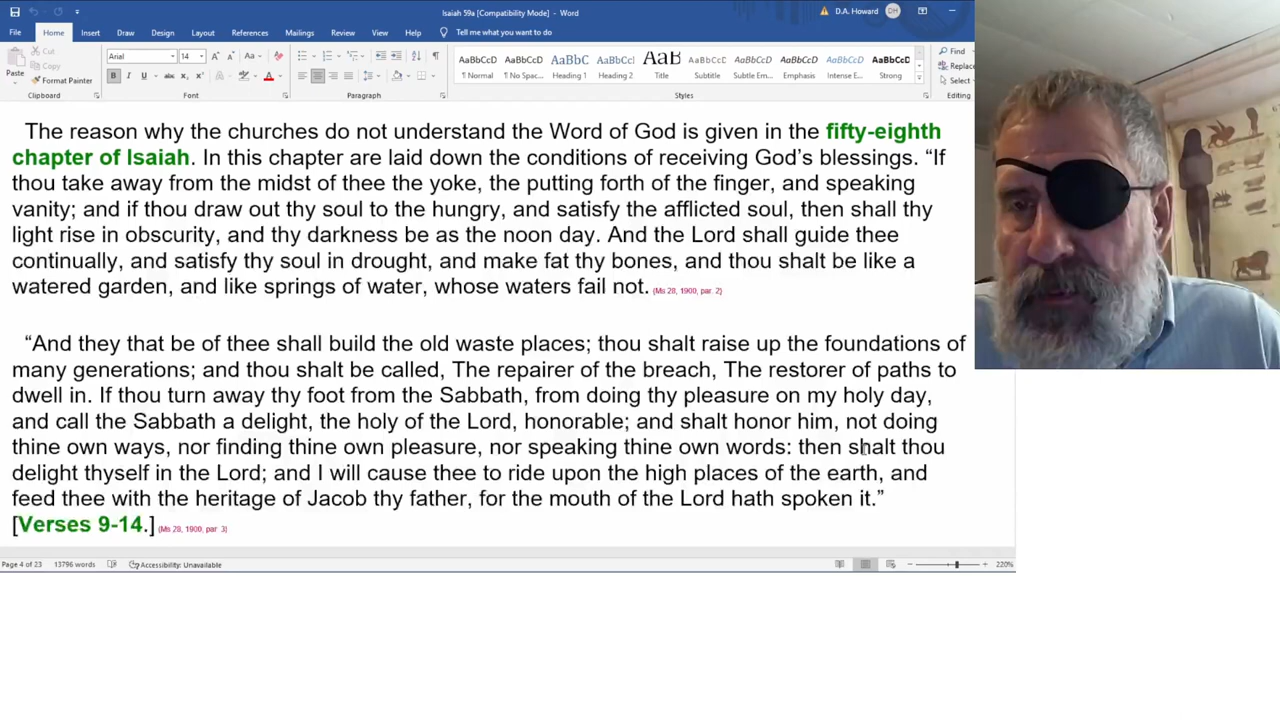 Isaiah 59a [Compatibility Mode] - Word
D.A. Howard
DH
File Home Insert Draw Design Layout References Mailings Review View Help Tell me what you want to do
Paste
Cut
Copy
Format Painter
Clipboard
Arial 14
Font
Paragraph
AaBbCcD AaBbCcD AaBbC AaBbCcI AaB AaBbCcD AaBbCcD AaBbCcD AaBbCcD AaBbCcD
¶ Normal ¶ No Spac... Heading 1 Heading 2 Title Subtitle Subtle Em... Emphasis Intense E... Strong
Styles
Find
Replace
Select
Editing
The reason why the churches do not understand the Word of God is given in the fifty-eighth
chapter of Isaiah. In this chapter are laid down the conditions of receiving God’s blessings. “If
thou take away from the midst of thee the yoke, the putting forth of the finger, and speaking
vanity; and if thou draw out thy soul to the hungry, and satisfy the afflicted soul, then shall thy
light rise in obscurity, and thy darkness be as the noon day. And the Lord shall guide thee
continually, and satisfy thy soul in drought, and make fat thy bones, and thou shalt be like a
watered garden, and like springs of water, whose waters fail not. (Ms 28, 1900, par. 2)
“And they that be of thee shall build the old waste places; thou shalt raise up the foundations of
many generations; and thou shalt be called, The repairer of the breach, The restorer of paths to
dwell in. If thou turn away thy foot from the Sabbath, from doing thy pleasure on my holy day,
and call the Sabbath a delight, the holy of the Lord, honorable; and shalt honor him, not doing
thine own ways, nor finding thine own pleasure, nor speaking thine own words: then shalt thou
delight thyself in the Lord; and I will cause thee to ride upon the high places of the earth, and
feed thee with the heritage of Jacob thy father, for the mouth of the Lord hath spoken it.”
[Verses 9-14.] (Ms 28, 1900, par. 3)
Page 4 of 23 13796 words Accessibility: Unavailable 220%